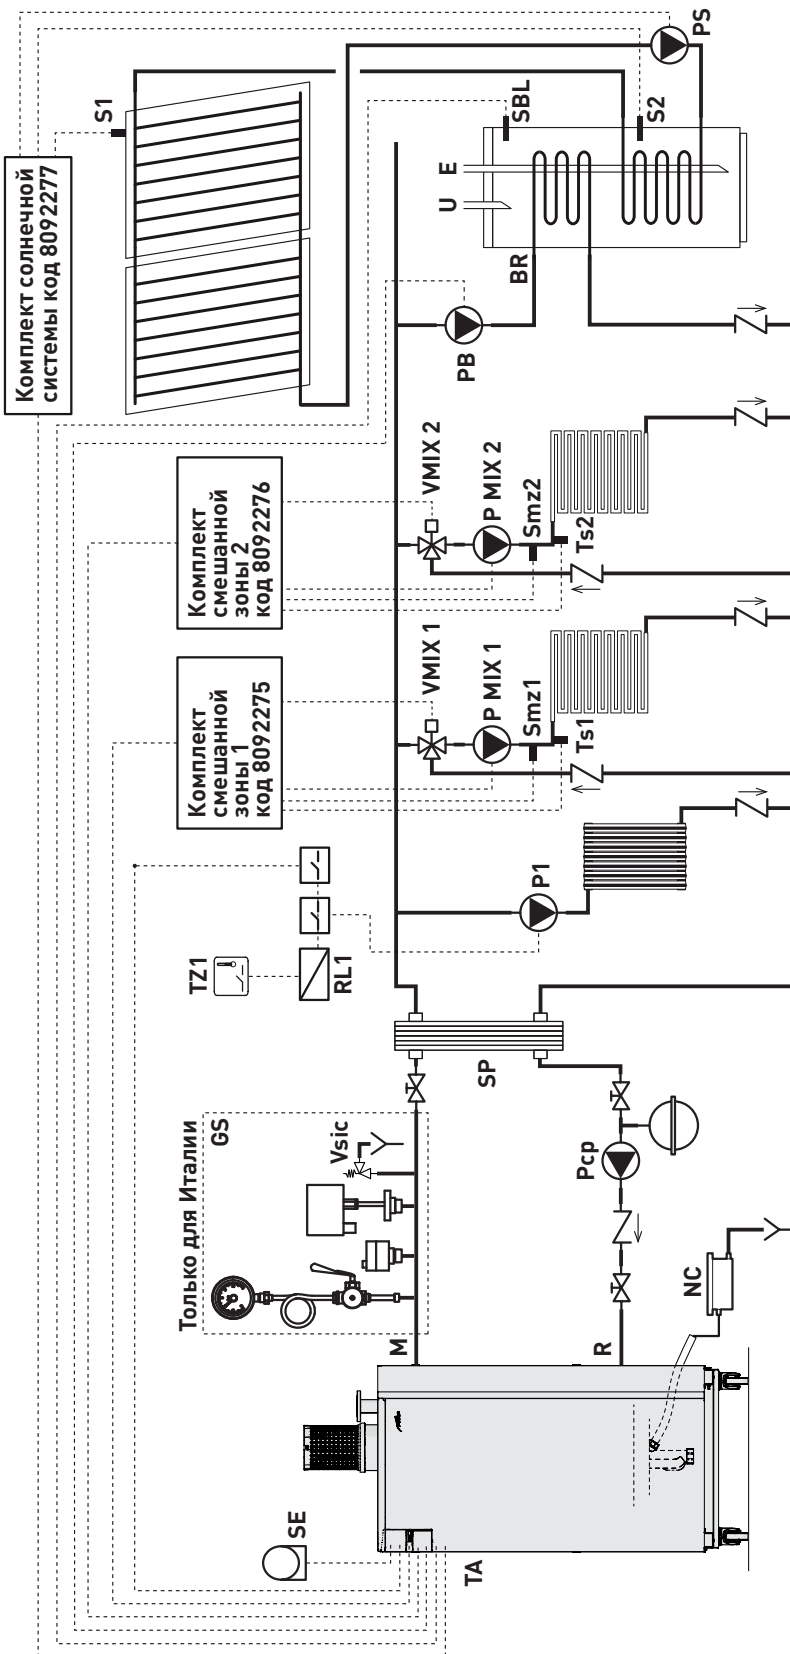 Комплект солнечной
системы код 8092277
S1
PS
SBL
S2
E
U
BR
PB
Комплект
смешанной
зоны 2
код 8092276
VMIX 2
P MIX 2
Smz2
Ts2
Комплект
смешанной
зоны 1
код 8092275
VMIX 1
P MIX 1
Smz1
Ts1
TZ1
RL1
P1
SP
Только для Италии
GS
Vsic
Pcp
NC
M
R
SE
TA